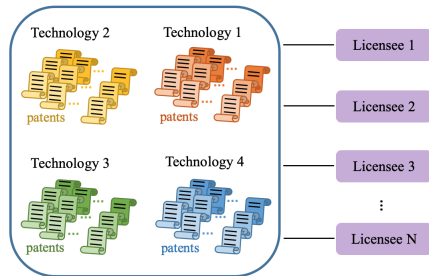 Technology 2
Technology 1
Licensee 1
...
...
...
...
patents
patents
Licensee 2
Technology 3
Technology 4
Licensee 3
...
...
...
...
...
patents
patents
Licensee N